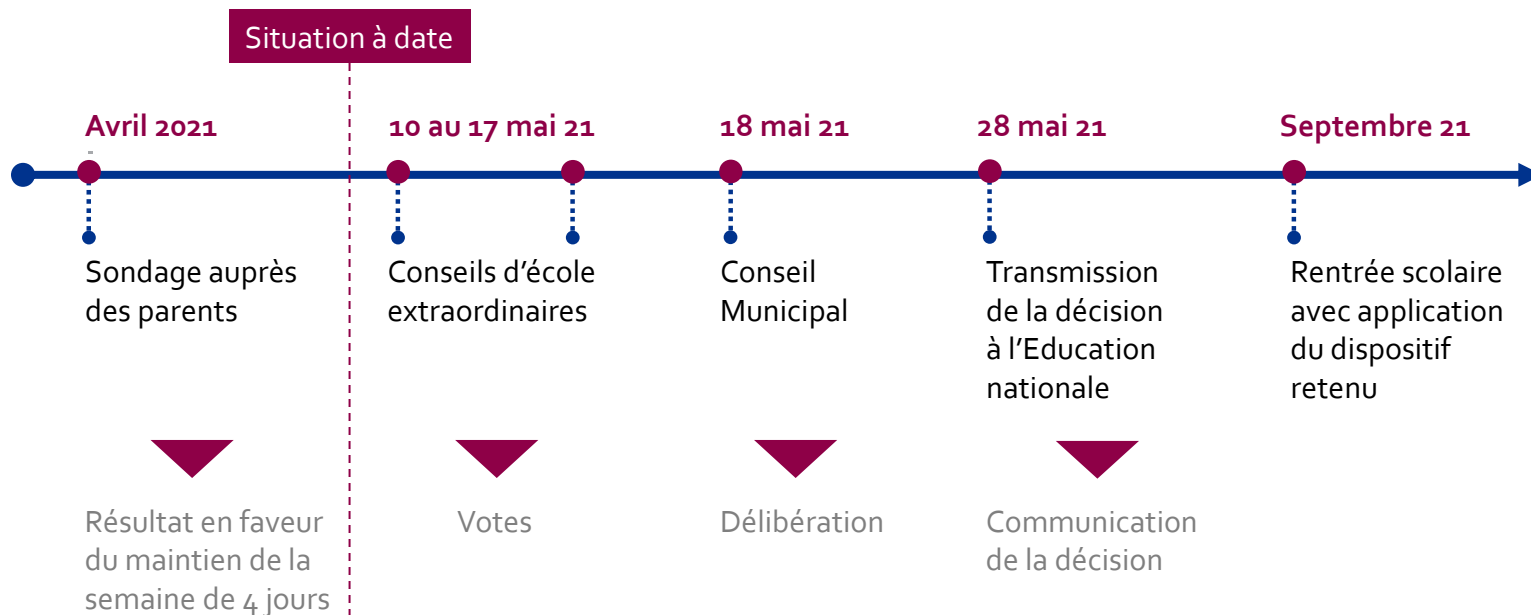 Situation à date
Avril 2021
10 au 17 mai 21
18 mai 21
28 mai 21
Septembre 21
Sondage auprès
des parents
Conseils d'école
extraordinaires
Conseil
Municipal
Transmission
de la décision
à l'Education
nationale
Rentrée scolaire
avec application
du dispositif
retenu
Résultat en faveur
du maintien de la
semaine de 4 jours
Votes
Délibération
Communication
de la décision